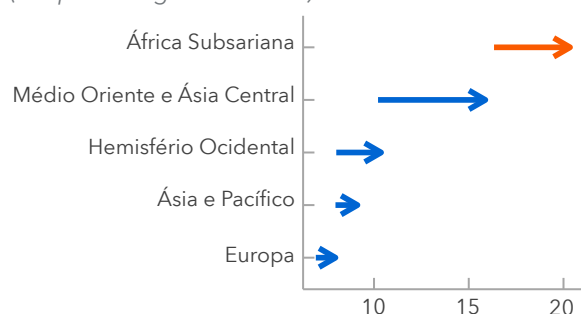 África Subsariana
Médio Oriente e Ásia Central
Hemisfério Ocidental
Ásia e Pacífico
Europa
10 15 20